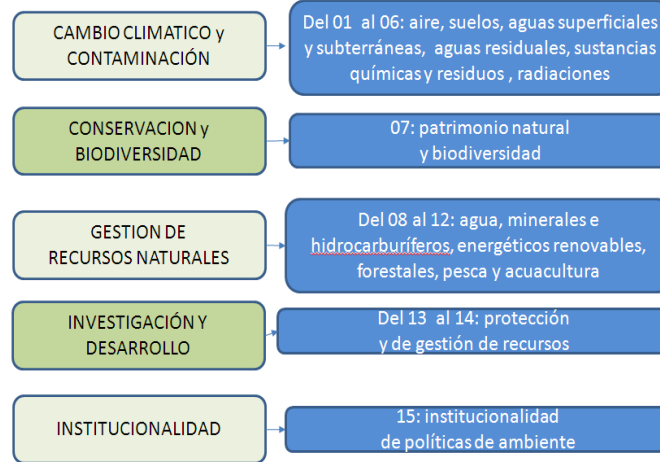 CAMBIO CLIMATICO y
CONTAMINACIÓN
Del 01 al 06: aire, suelos, aguas superficiales
y subterráneas, aguas residuales, sustancias
químicas y residuos , radiaciones
CONSERVACION y
BIODIVERSIDAD
07: patrimonio natural
y biodiversidad
GESTION DE
RECURSOS NATURALES
Del 08 al 12: agua, minerales e
hidrocarburíferos, energéticos renovables,
forestales, pesca y acuacultura
INVESTIGACIÓN Y
DESARROLLO
Del 13 al 14: protección
y de gestión de recursos
INSTITUCIONALIDAD
15: institucionalidad
de políticas de ambiente